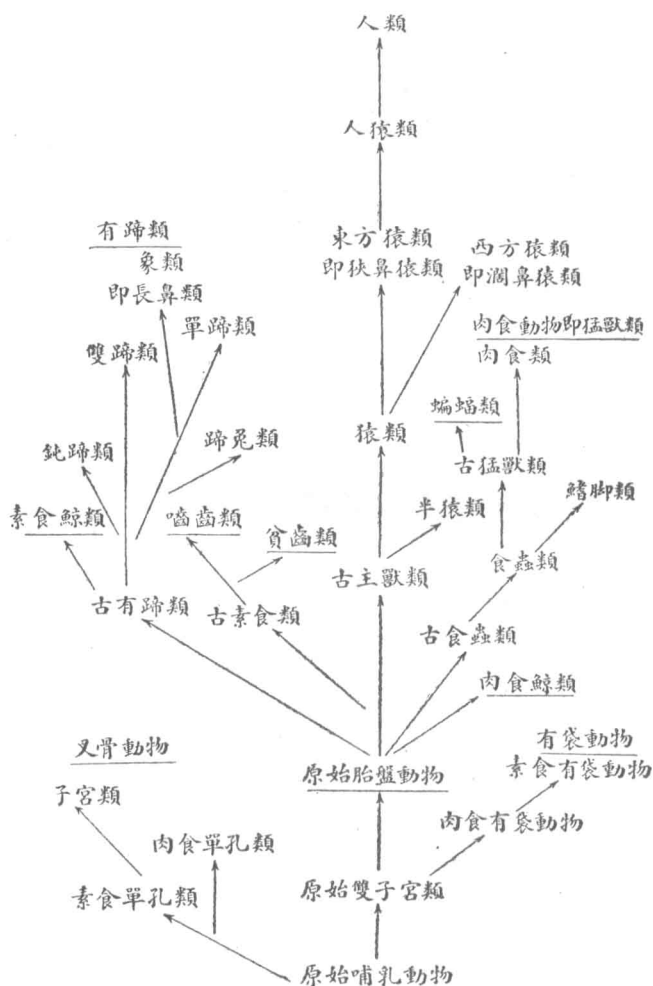 人類
人猿類
東方猿類
即狹鼻猿類
西方猿類
即濶鼻猿類
有蹄類
象類
即長鼻類
單蹄類
雙蹄類
肉食動物即猛獸類
肉食類
蝙蝠類
猿類
蹄兎類
鈍蹄類
古猛獸類
鰭脚類
半猿類
素食鯨類
嚙齒類
貧齒類
食蟲類
古主獸類
古有蹄類
古素食類
古食蟲類
肉食鯨類
叉骨動物
有袋動物
素食有袋動物
原始胎盤動物
子宮類
肉食有袋動物
肉食單孔類
素食單孔類
原始雙子宮類
原始哺乳動物